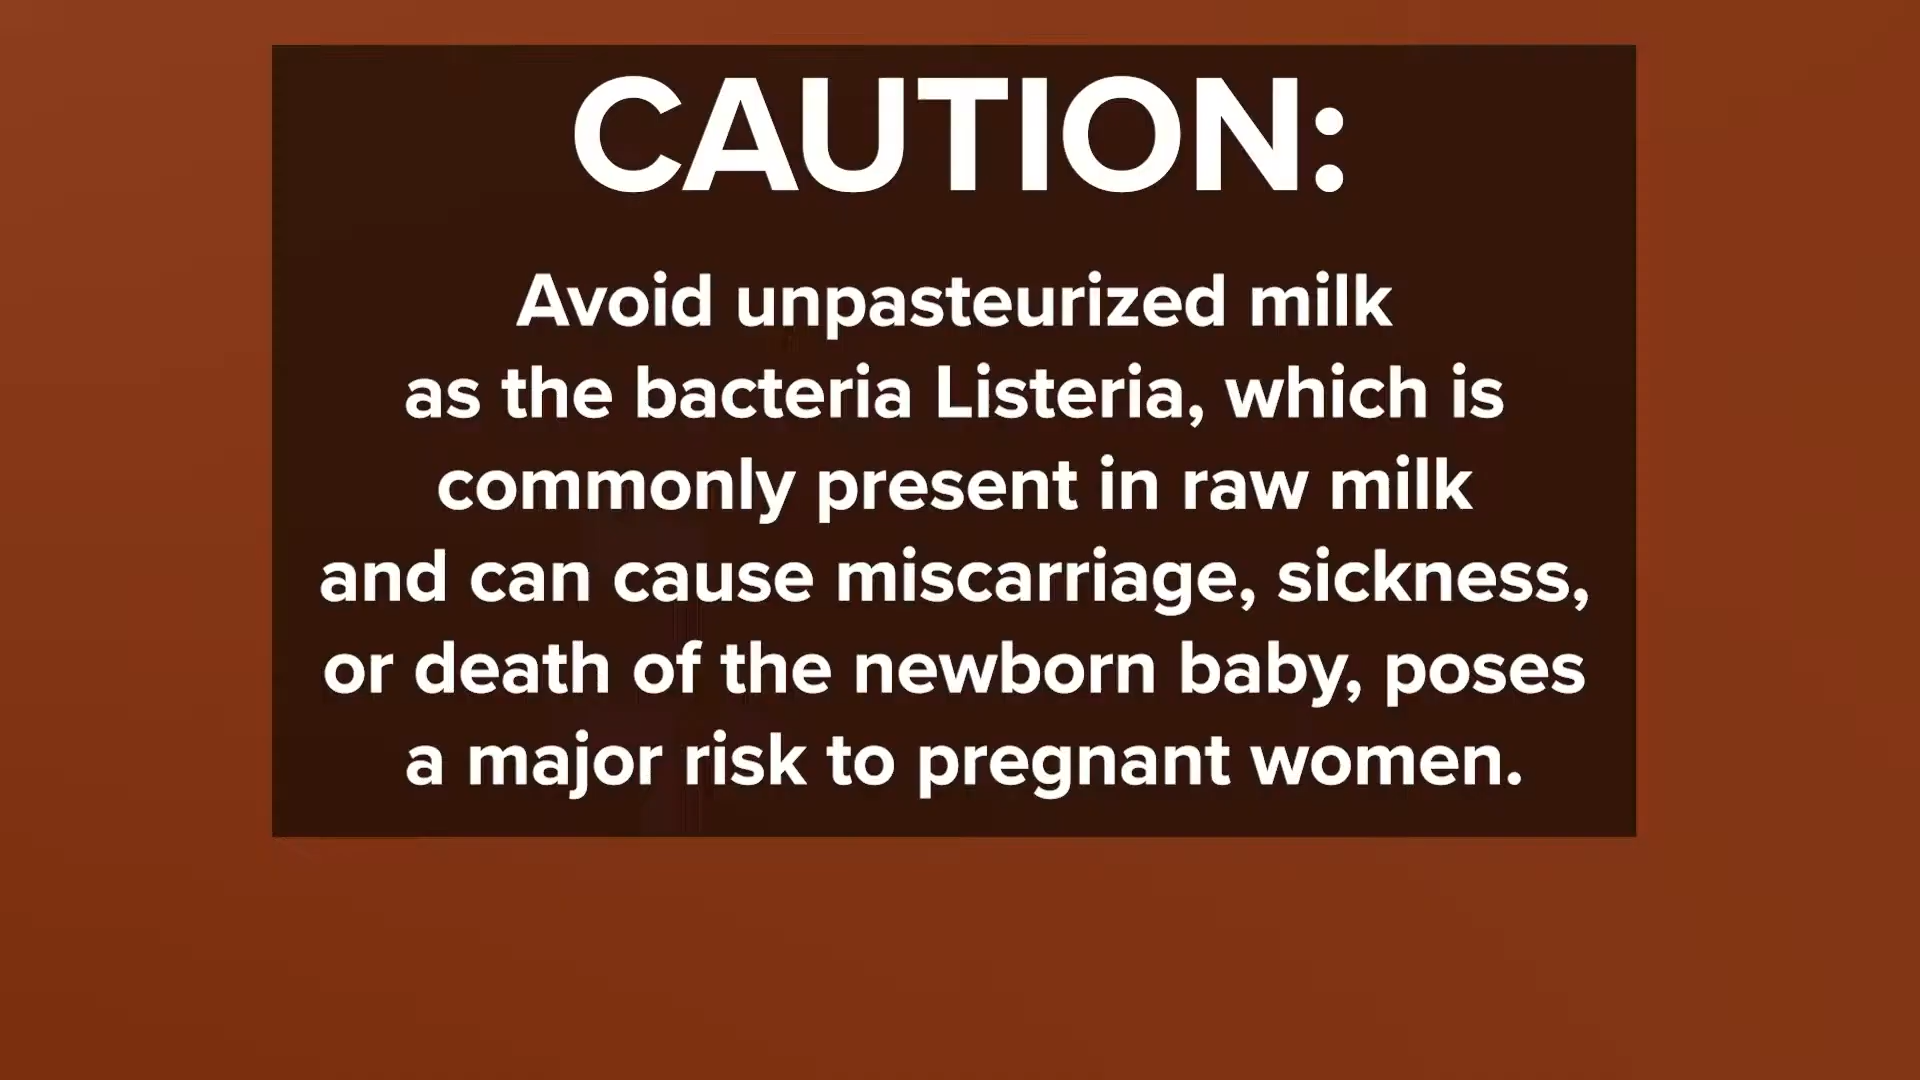 CAUTION:
Avoid unpasteurized milk
as the bacteria Listeria, which is
commonly present in raw milk
and can cause miscarriage, sickness,
or death of the newborn baby, poses
a major risk to pregnant women.